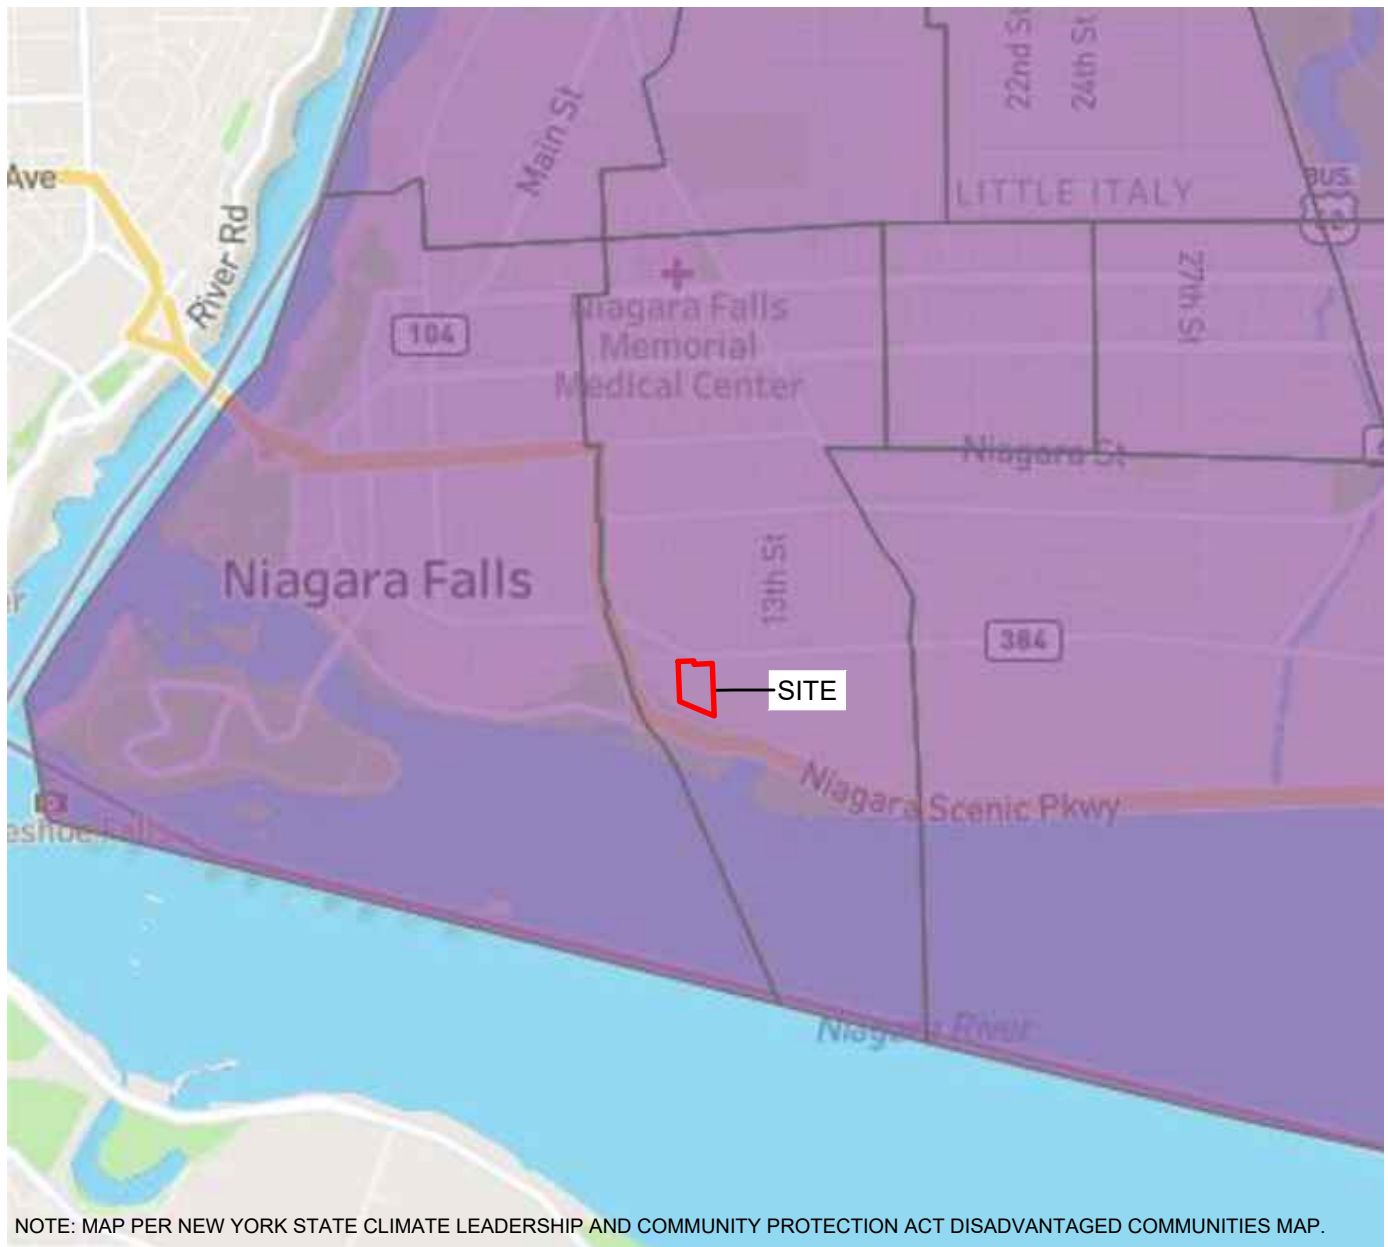 22nd St
24th St
Main St
Ave
BUS
LITTLE ITALY
River Rd
27th St
Niagara Falls
Memorial
Medical Center
104
Niagara St
13th St
Niagara Falls
384
SITE
Niagara Scenic Pkwy
eshoe Fall
Niagara River
NOTE: MAP PER NEW YORK STATE CLIMATE LEADERSHIP AND COMMUNITY PROTECTION ACT DISADVANTAGED COMMUNITIES MAP.